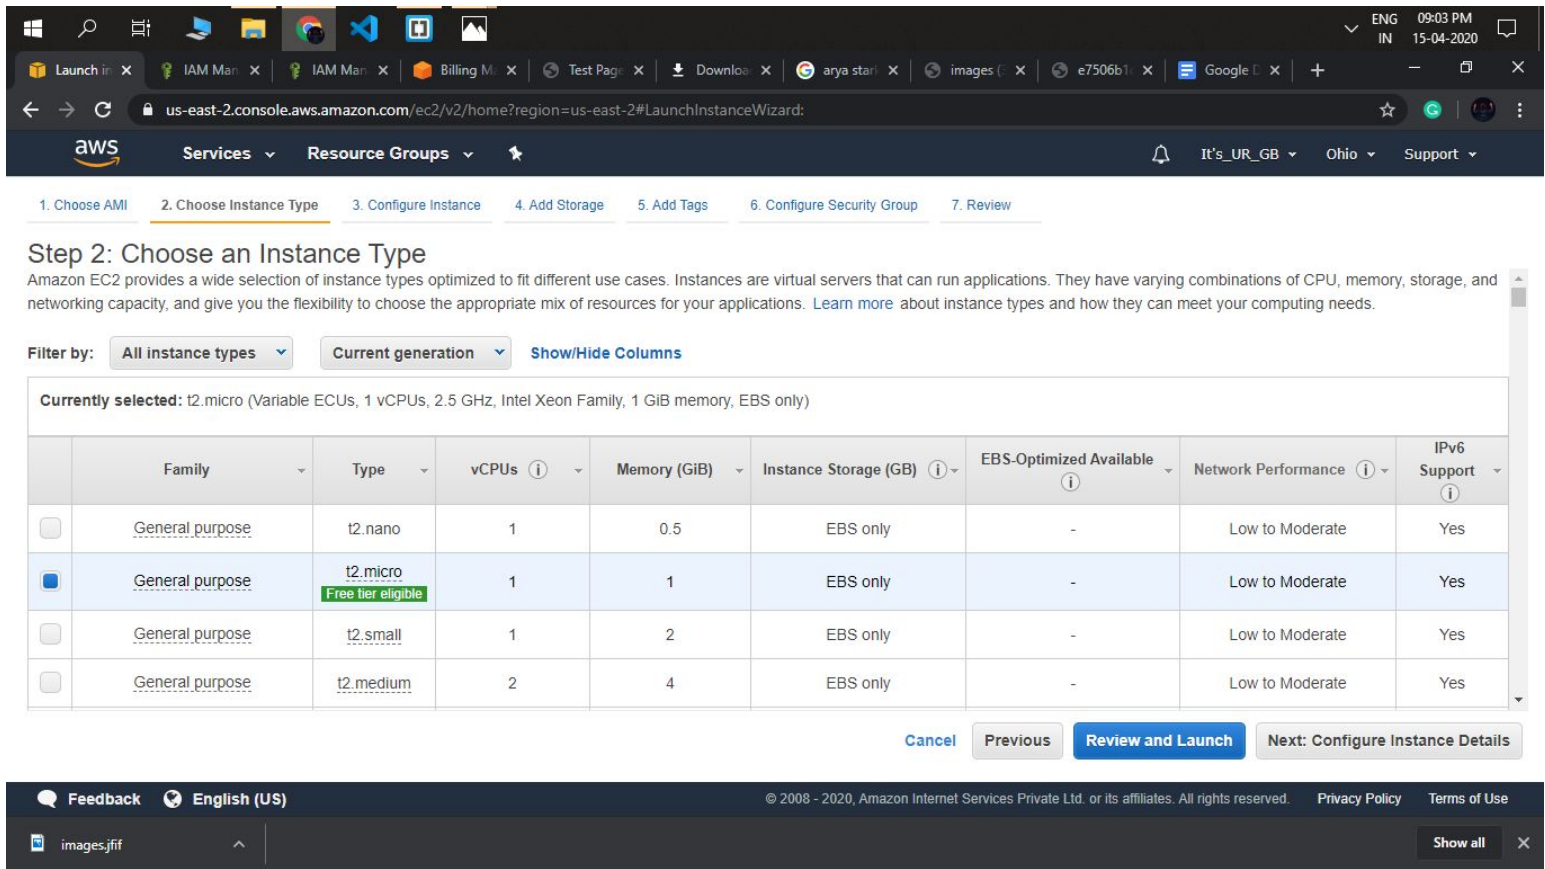 ENG 09:03 PM
IN 15-04-2020
Launch in IAM Man IAM Man Billing M Test Page Downloa arya star images ( e7506b1 Google D
us-east-2.console.aws.amazon.com/ec2/v2/home?region=us-east-2#LaunchInstanceWizard:
aws Services Resource Groups It's_UR_GB Ohio Support
1. Choose AMI 2. Choose Instance Type 3. Configure Instance 4. Add Storage 5. Add Tags 6. Configure Security Group 7. Review
Step 2: Choose an Instance Type
Amazon EC2 provides a wide selection of instance types optimized to fit different use cases. Instances are virtual servers that can run applications. They have varying combinations of CPU, memory, storage, and
networking capacity, and give you the flexibility to choose the appropriate mix of resources for your applications. Learn more about instance types and how they can meet your computing needs.
Filter by: All instance types Current generation Show/Hide Columns
Currently selected: t2.micro (Variable ECUs, 1 vCPUs, 2.5 GHz, Intel Xeon Family, 1 GiB memory, EBS only)
Family Type vCPUs Memory (GiB) Instance Storage (GB) EBS-Optimized Available Network Performance IPv6 Support
General purpose t2.nano 1 0.5 EBS only - Low to Moderate Yes
General purpose t2.micro Free tier eligible 1 1 EBS only - Low to Moderate Yes
General purpose t2.small 1 2 EBS only - Low to Moderate Yes
General purpose t2.medium 2 4 EBS only - Low to Moderate Yes
Cancel Previous Review and Launch Next: Configure Instance Details
Feedback English (US) © 2008 - 2020, Amazon Internet Services Private Ltd. or its affiliates. All rights reserved. Privacy Policy Terms of Use
images.jfif Show all